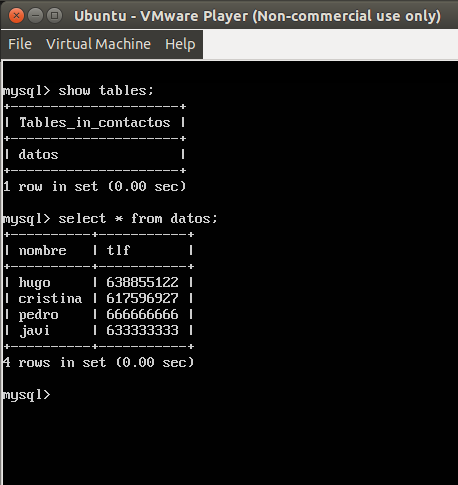 Ubuntu - VMware Player (Non-commercial use only)
File Virtual Machine Help
mysql> show tables;
+---------------------+
| Tables_in_contactos |
+---------------------+
| datos               |
+---------------------+
1 row in set (0.00 sec)
mysql> select * from datos;
+----------+-----------+
| nombre   | tlf       |
+----------+-----------+
| hugo     | 638855122 |
| cristina | 617596927 |
| pedro    | 666666666 |
| javi     | 633333333 |
+----------+-----------+
4 rows in set (0.00 sec)
mysql>